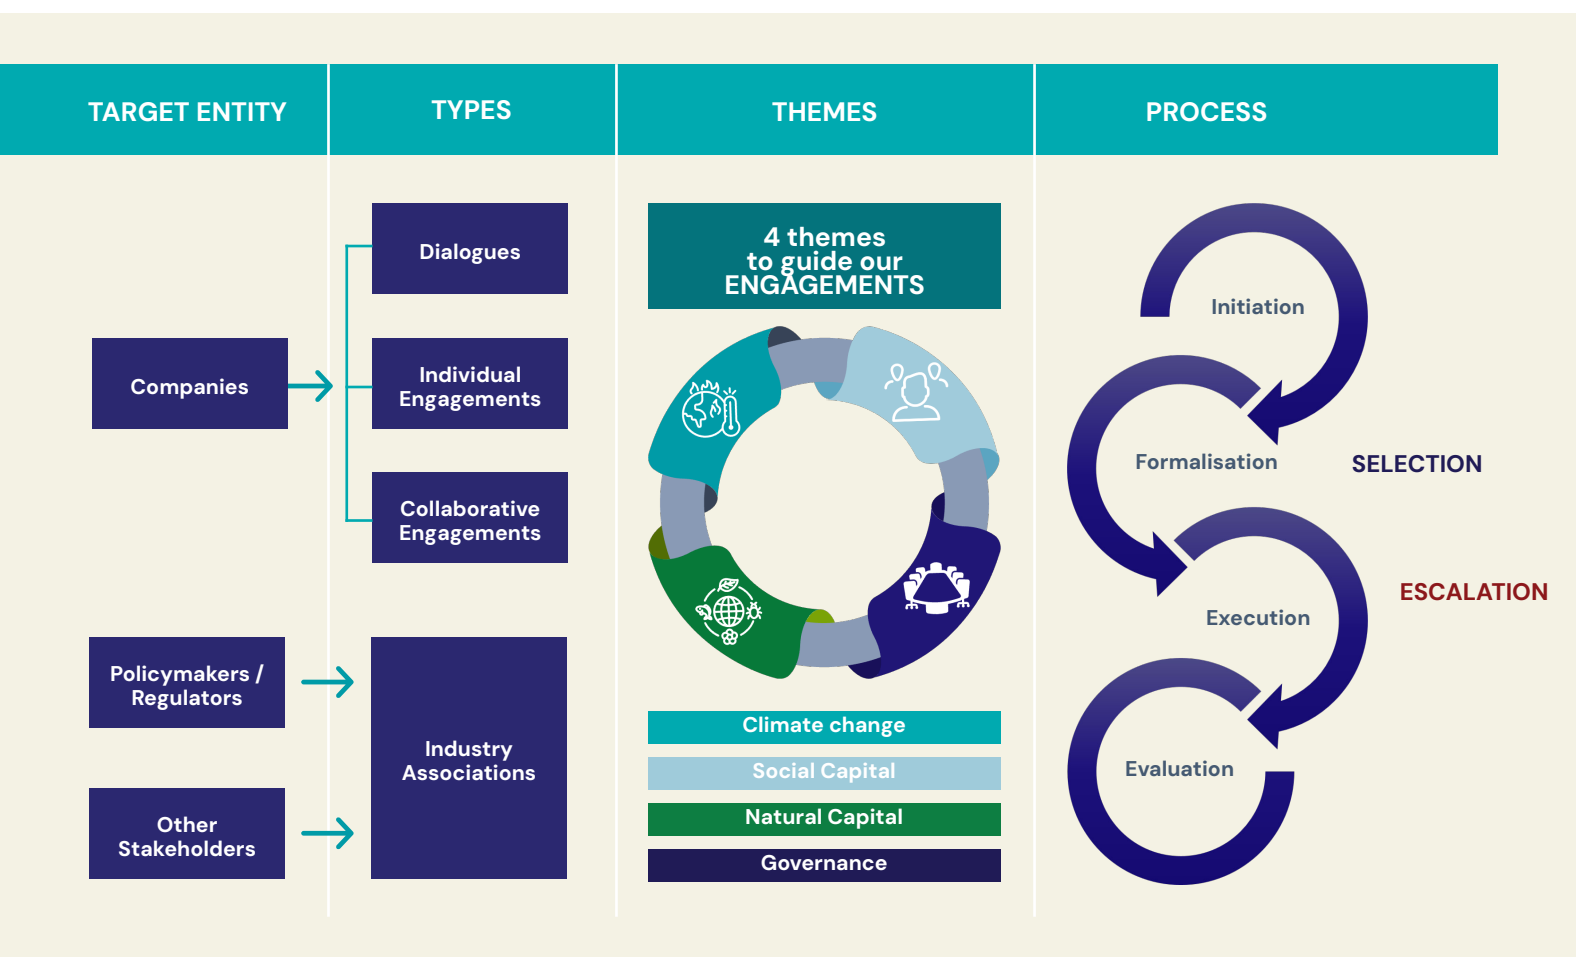 TARGET ENTITY
TYPES
THEMES
PROCESS
Companies
Policymakers /
Regulators
Other
Stakeholders
Dialogues
Individual
Engagements
Collaborative
Engagements
Industry
Associations
4 themes
to guide our
ENGAGEMENTS
Climate change
Social Capital
Natural Capital
Governance
Initiation
Formalisation
SELECTION
ESCALATION
Execution
Evaluation